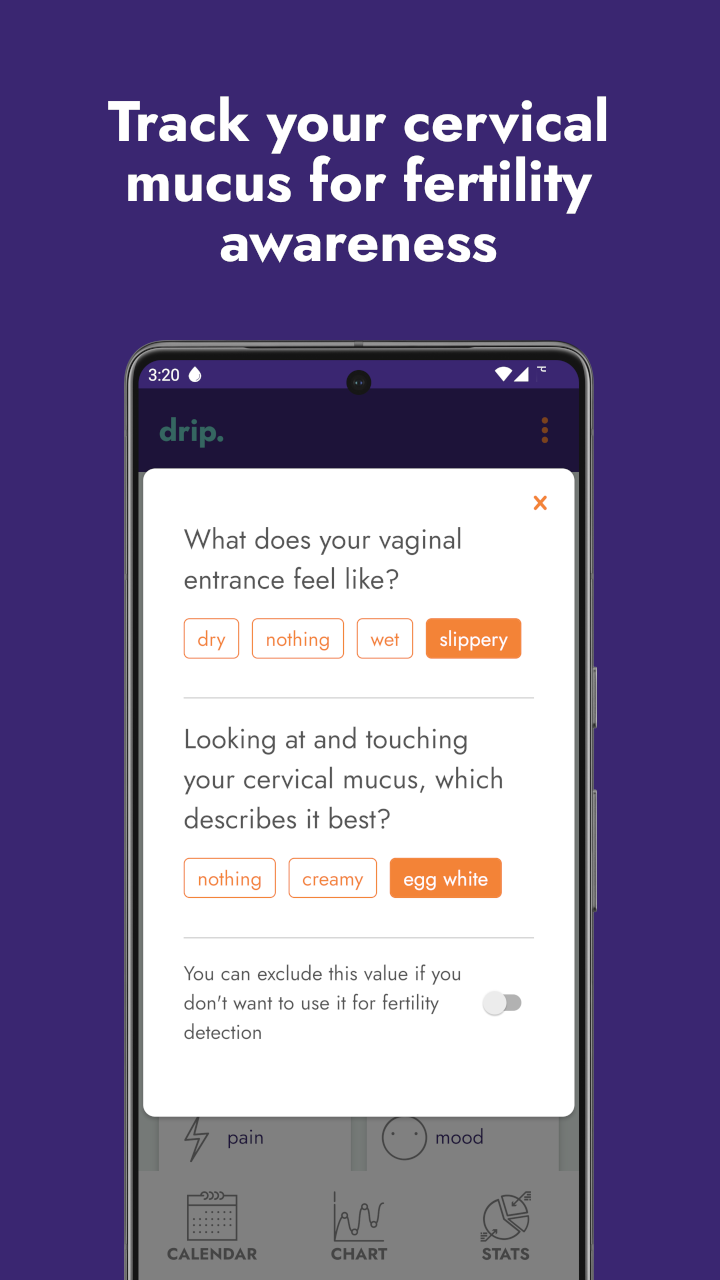 Track your cervical
mucus for fertility
awareness
3:20
drip.
x
What does your vaginal
entrance feel like?
dry nothing wet slippery
Looking at and touching
your cervical mucus, which
describes it best?
nothing creamy egg white
You can exclude this value if you
don't want to use it for fertility
detection
pain mood
CALENDAR CHART STATS